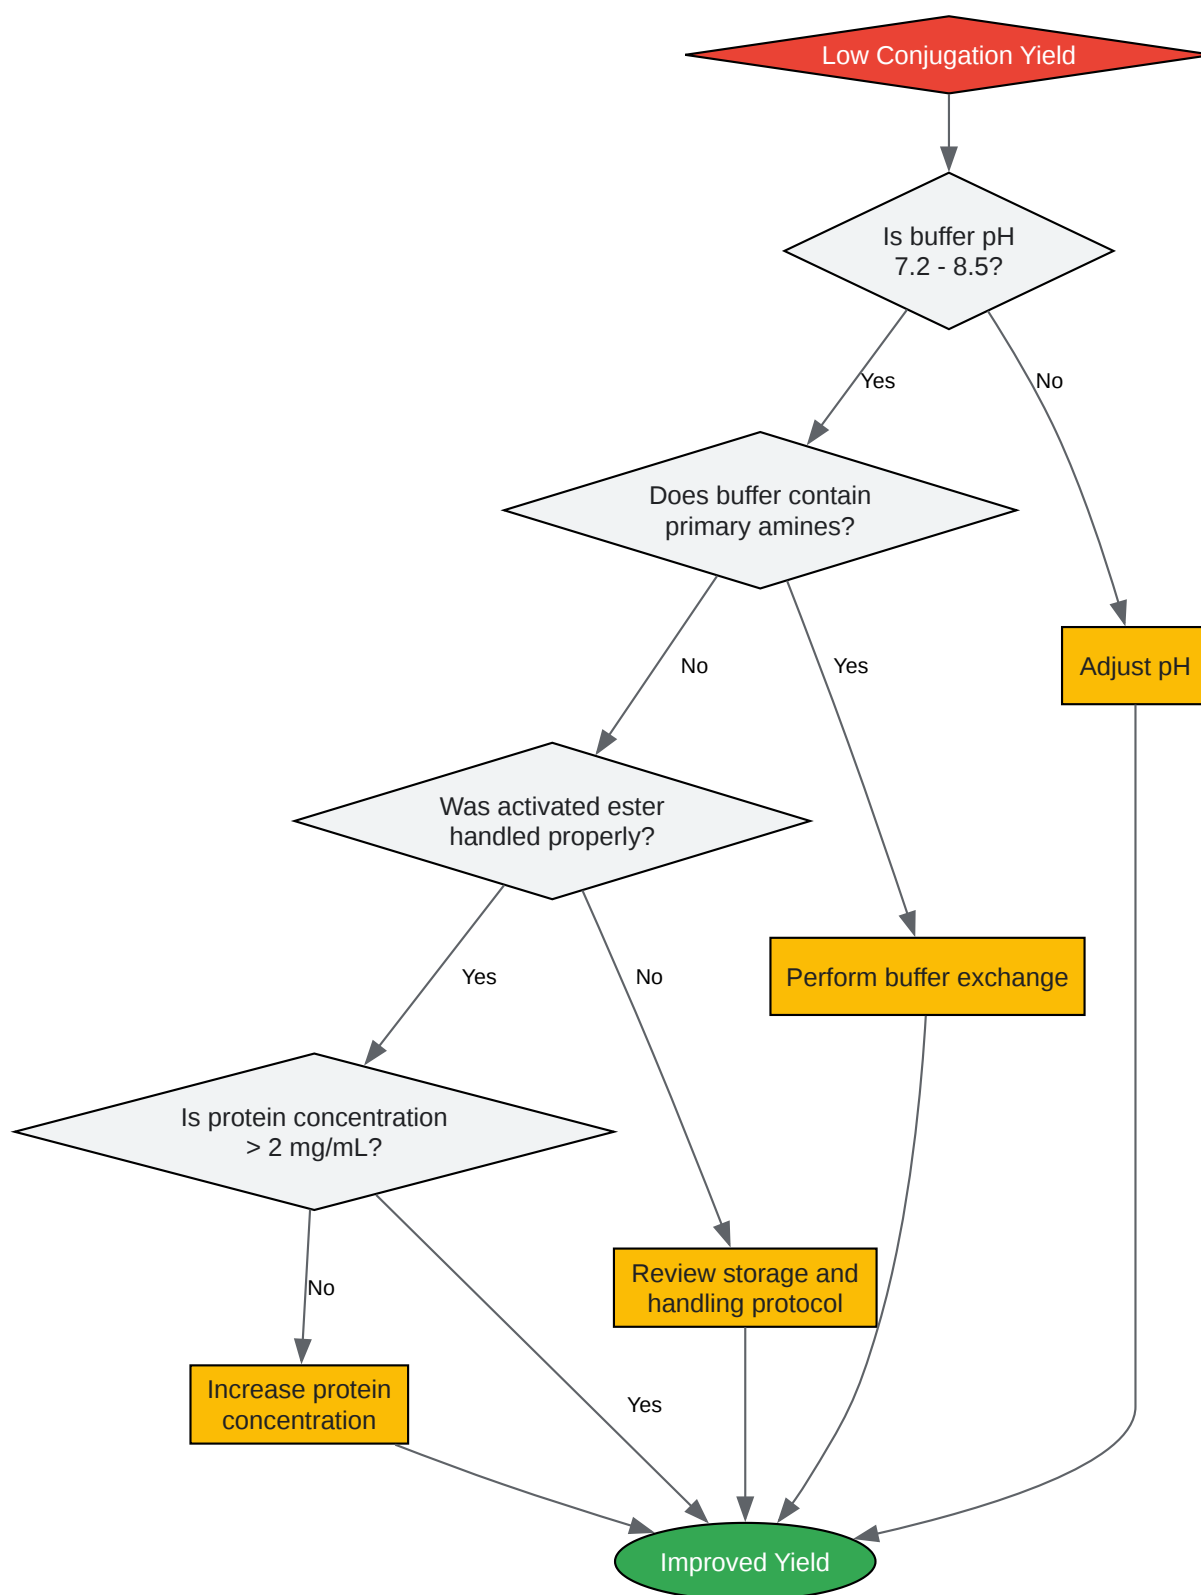 Low Conjugation Yield
Is buffer pH
7.2 - 8.5?
Yes
No
Does buffer contain
primary amines?
No
Yes
Adjust pH
Was activated ester
handled properly?
Yes
No
Perform buffer exchange
Is protein concentration
> 2 mg/mL?
No
Yes
Review storage and
handling protocol
Increase protein
concentration
Improved Yield